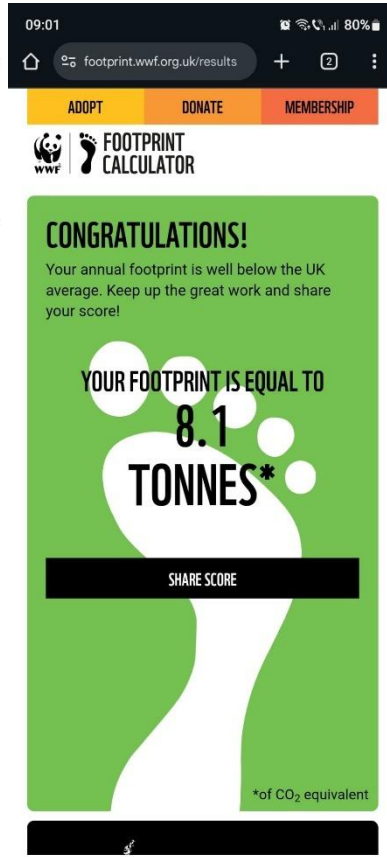 09:01 80%
footprint.wwf.org.uk/results 2
ADOPT DONATE MEMBERSHIP
WWF FOOTPRINT
CALCULATOR
CONGRATULATIONS!
Your annual footprint is well below the UK
average. Keep up the great work and share
your score!
YOUR FOOTPRINT IS EQUAL TO
8.1
TONNES*
SHARE SCORE
*of CO₂ equivalent